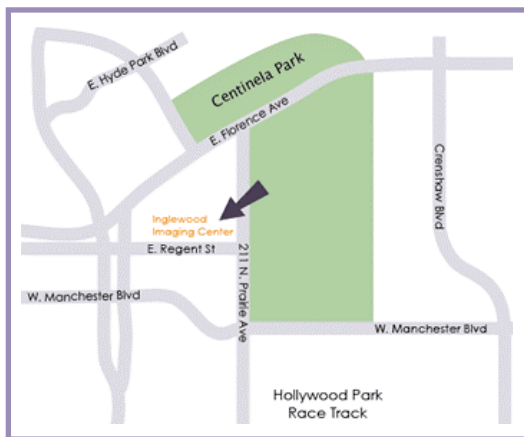 E. Hyde Park Blvd
Centinela Park
E. Florence Ave
Crenshaw Blvd
Inglewood
Imaging Center
E. Regent St
211 N. Prairie Ave
W. Manchester Blvd
W. Manchester Blvd
Hollywood Park
Race Track